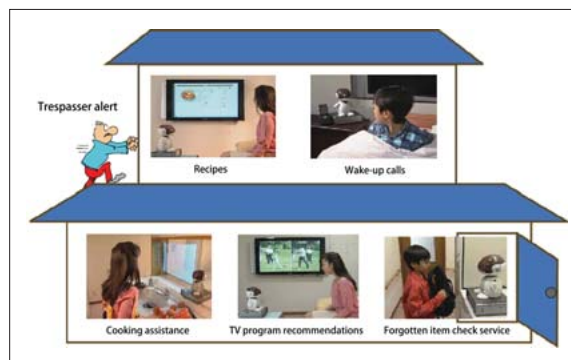 Trespasser alert
Recipes
Wake-up calls
Cooking assistance
TV program recommendations
Forgotten item check service